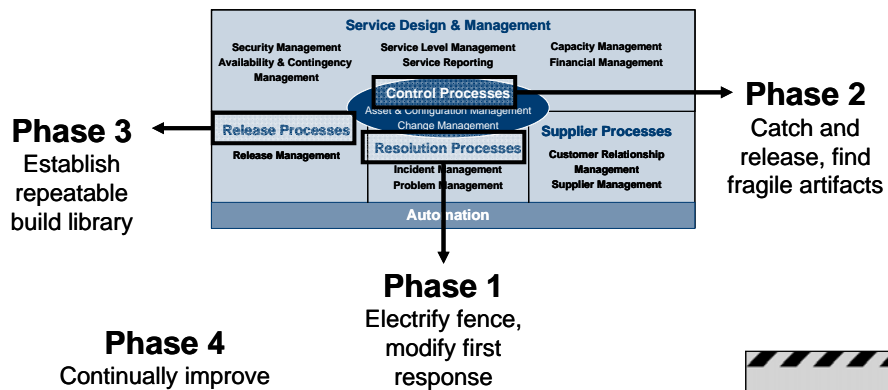 Service Design & Management
Security Management
Availability & Contingency
Management
Service Level Management
Service Reporting
Capacity Management
Financial Management
Control Processes
Asset & Configuration Management
Change Management
Release Processes
Release Management
Resolution Processes
Incident Management
Problem Management
Supplier Processes
Customer Relationship
Management
Supplier Management
Automation
Phase 2
Catch and
release, find
fragile artifacts
Phase 3
Establish
repeatable
build library
Phase 1
Electrify fence,
modify first
response
Phase 4
Continually improve